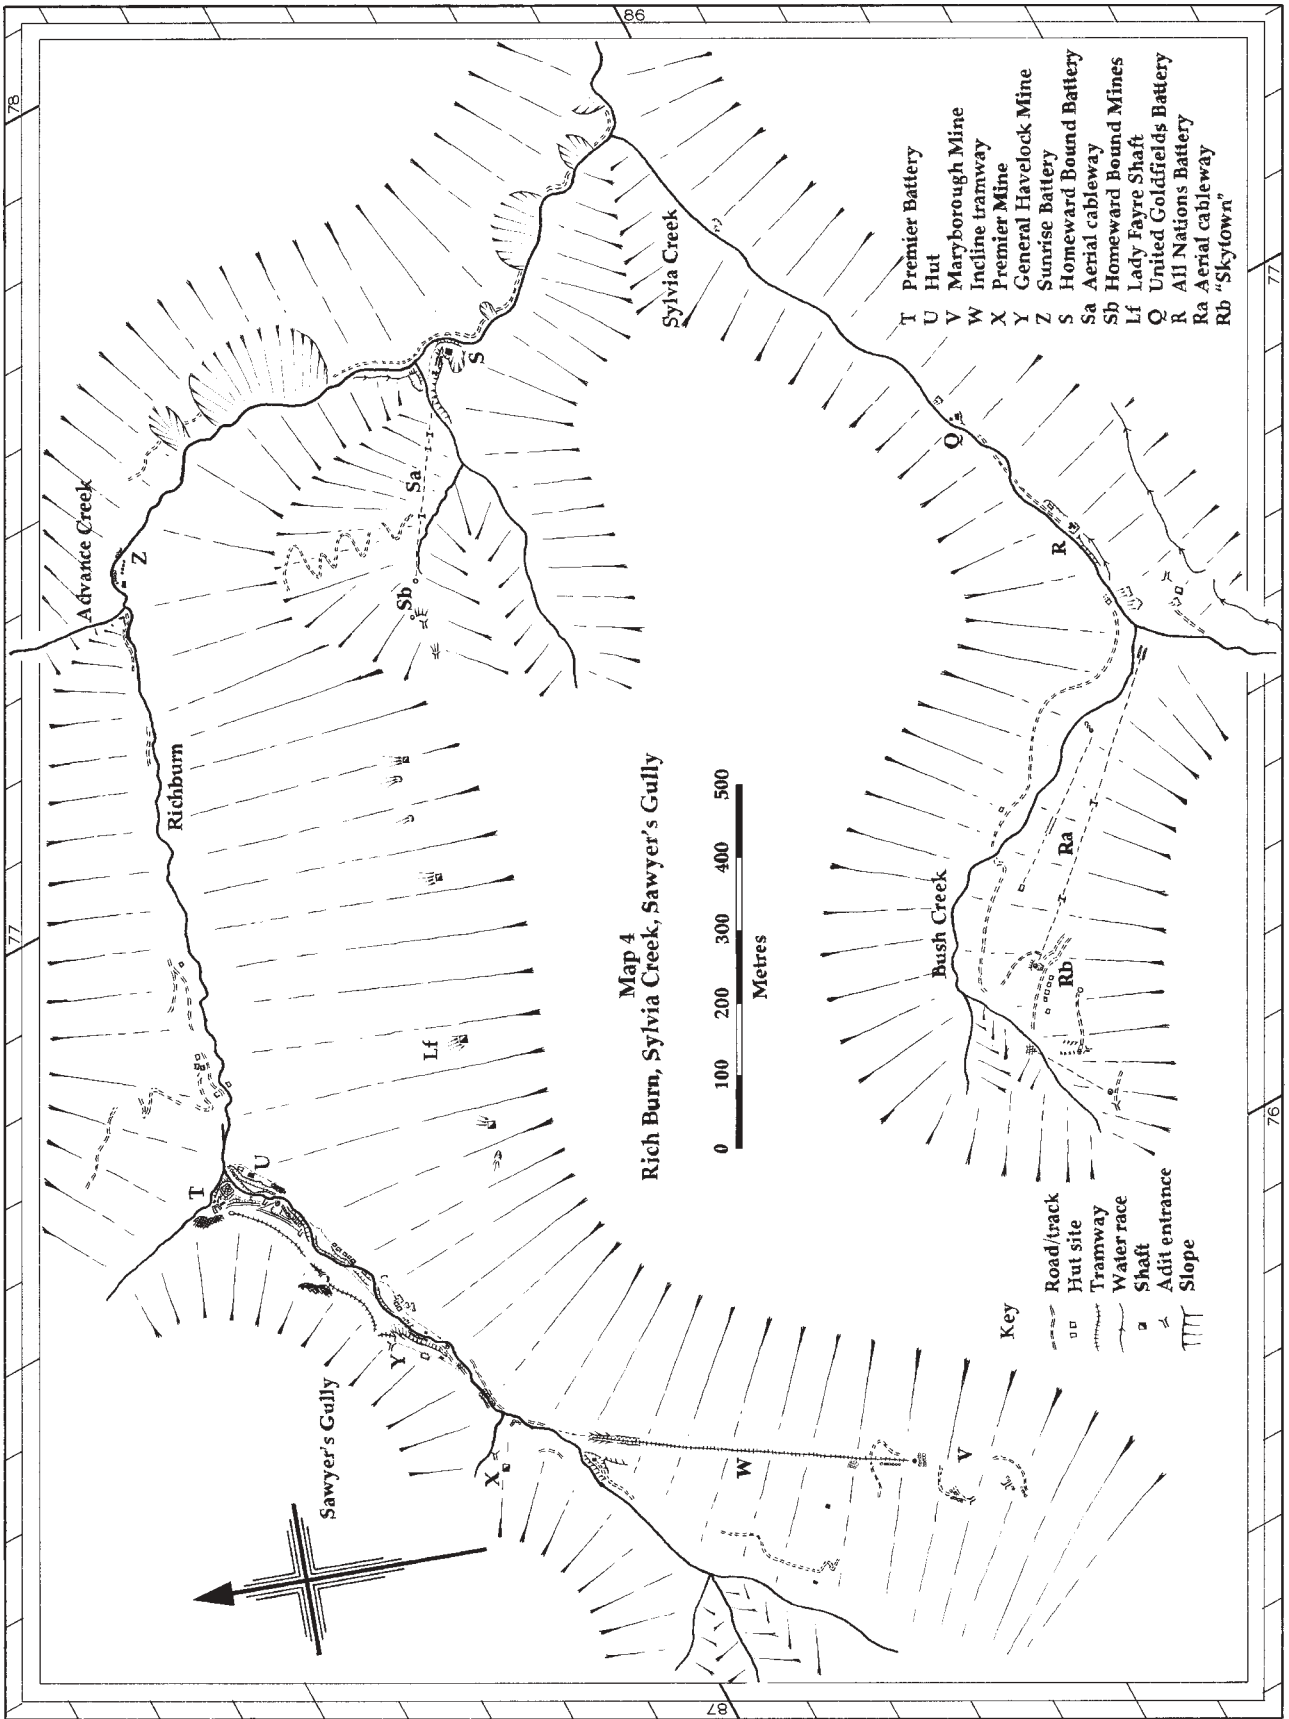 Map 4
Rich Burn, Sylvia Creek, Sawyer's Gully
0 100 200 300 400 500
Metres
78
77
86
77
76
87
Advance Creek
Richburn
Sylvia Creek
Bush Creek
Sawyer's Gully
Z
S
Sa
Sb
Lf
T
U
Y
X
W
V
Q
R
Ra
Rb
T Premier Battery
U Hut
V Maryborough Mine
W Incline tramway
X Premier Mine
Y General Havelock Mine
Z Sunrise Battery
S Homeward Bound Battery
Sa Aerial cableway
Sb Homeward Bound Mines
Lf Lady Fayre Shaft
Q United Goldfields Battery
R All Nations Battery
Ra Aerial cableway
Rb "Skytown"
Key
Road/track
Hut site
Tramway
Water race
Shaft
Adit entrance
Slope